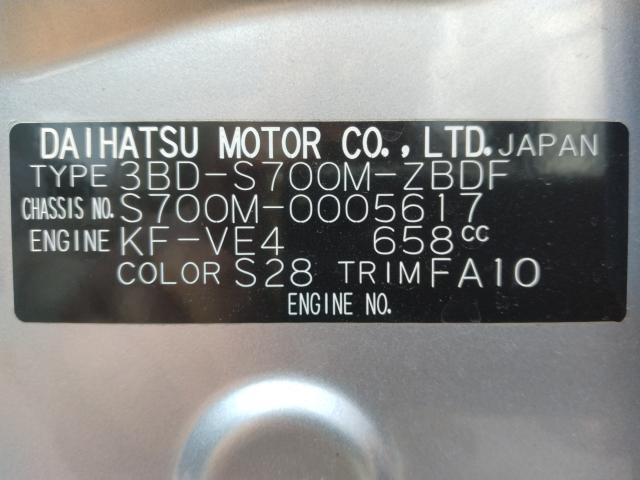 DAIHATSU MOTOR CO., LTD. JAPAN
TYPE 3BD-S700M-ZBDF
CHASSIS NO. S700M-0005617
ENGINE KF-VE4 658cc
COLOR S28 TRIM FA10
ENGINE NO.